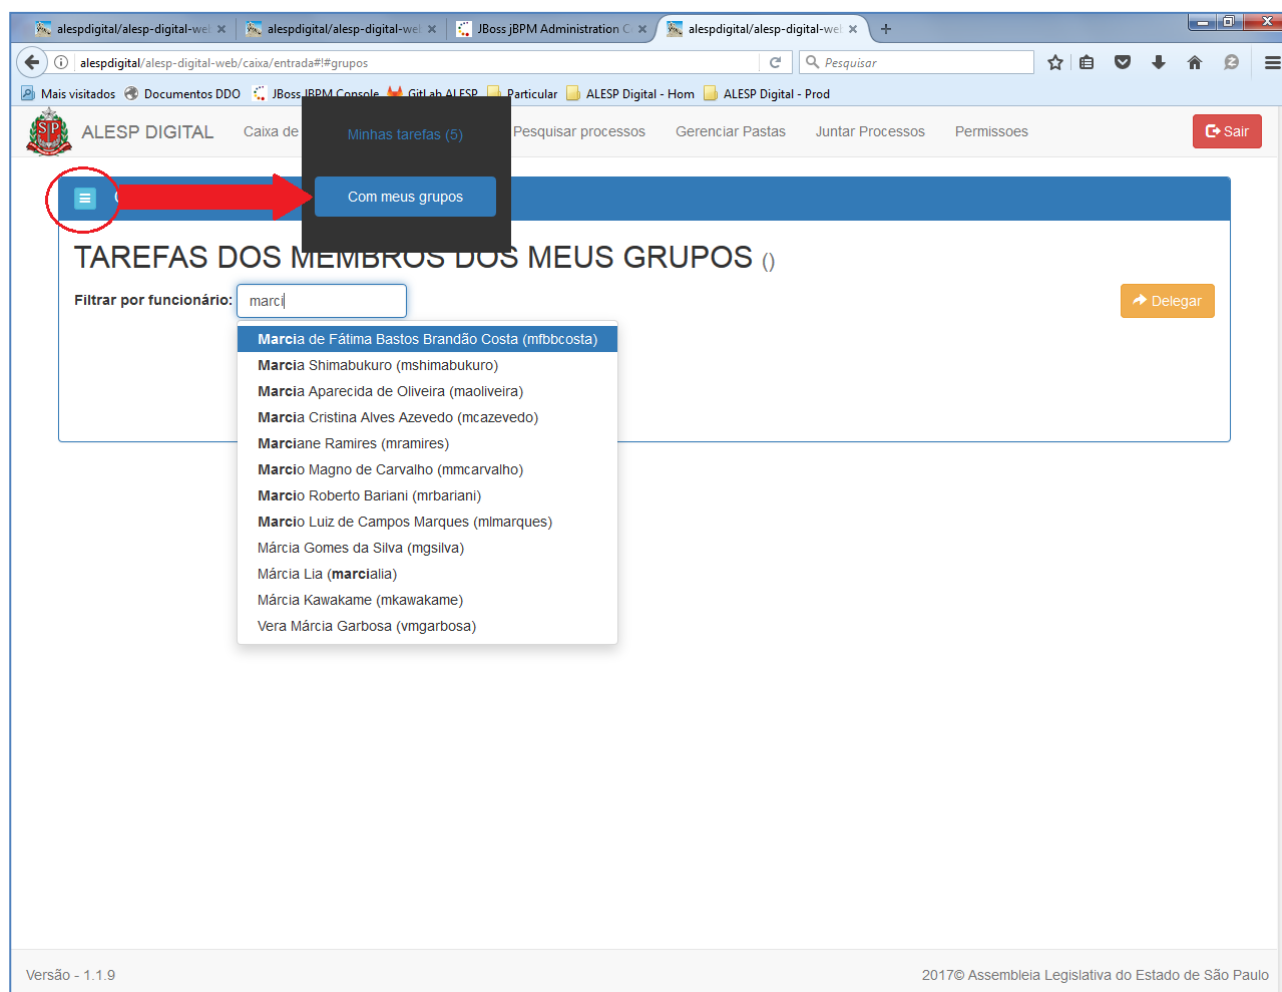 alespdigital/alesp-digital-wel alespdigital/alesp-digital-wel JBoss jBPM Administration C alespdigital/alesp-digital-wel
alespdigital/alesp-digital-web/caixa/entrada#!#grupos Pesquisar
Mais visitados Documentos DDO JBoss JBPM Console GitLab ALESP Particular ALESP Digital - Hom ALESP Digital - Prod
ALESP DIGITAL Caixa de Minhas tarefas (5) Pesquisar processos Gerenciar Pastas Juntar Processos Permissoes Sair
Com meus grupos
TAREFAS DOS MEMBROS DOS MEUS GRUPOS ()
Filtrar por funcionário: marci Delegar
Marcia de Fátima Bastos Brandão Costa (mfbbcosta)
Marcia Shimabukuro (mshimabukuro)
Marcia Aparecida de Oliveira (maoliveira)
Marcia Cristina Alves Azevedo (mcazevedo)
Marciane Ramires (mramires)
Marcio Magno de Carvalho (mmcarvalho)
Marcio Roberto Bariani (mrbariani)
Marcio Luiz de Campos Marques (mlmarques)
Márcia Gomes da Silva (mgsilva)
Márcia Lia (marcialia)
Márcia Kawakame (mkawakame)
Vera Márcia Garbosa (vmgarbosa)
Versão - 1.1.9 2017© Assembleia Legislativa do Estado de São Paulo